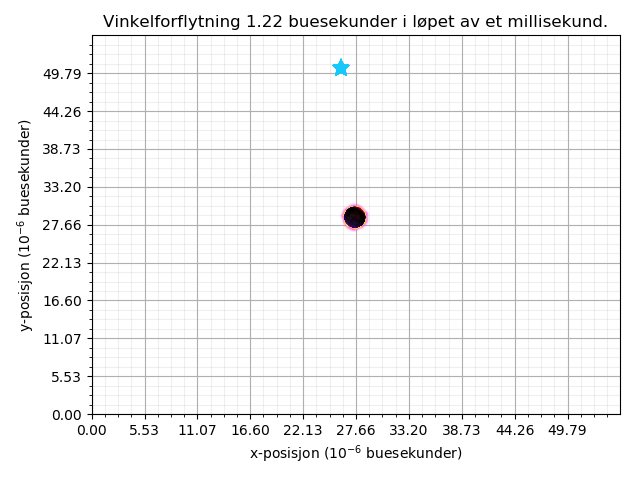 Vinkelforflytning 1.22 buesekunder i løpet av et millisekund.
49.79
44.26
38.73
33.20
27.66
22.13
16.60
11.07
5.53
0.00
y-posisjon (10⁻⁶ buesekunder)
0.00 5.53 11.07 16.60 22.13 27.66 33.20 38.73 44.26 49.79
x-posisjon (10⁻⁶ buesekunder)